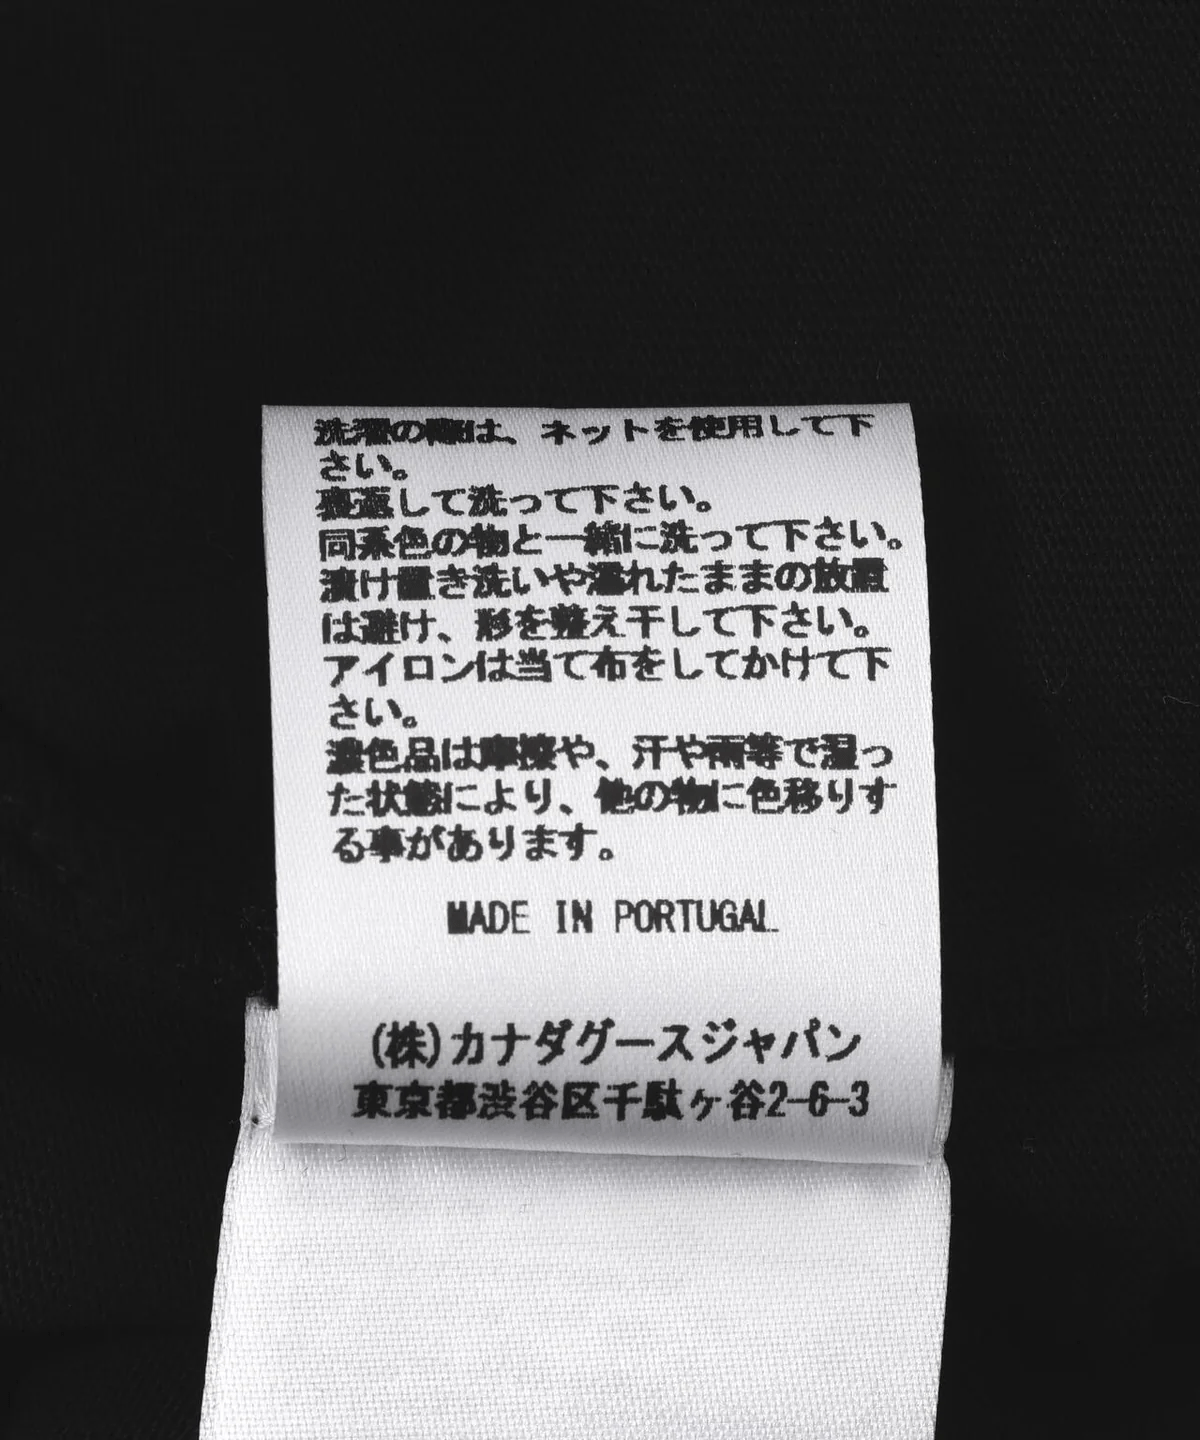 洗濯の際は、ネットを使用して下
さい。
裏返して洗って下さい。
同系色の物と一緒に洗って下さい。
漬け置き洗いや濡れたままの放置
は避け、形を整え干して下さい。
アイロンは当て布をしてかけて下
さい。
濃色品は摩擦や、汗や雨等で湿っ
た状態により、他の物に色移りす
る事があります。
MADE IN PORTUGAL
(株)カナダグースジャパン
東京都渋谷区千駄ヶ谷2-6-3